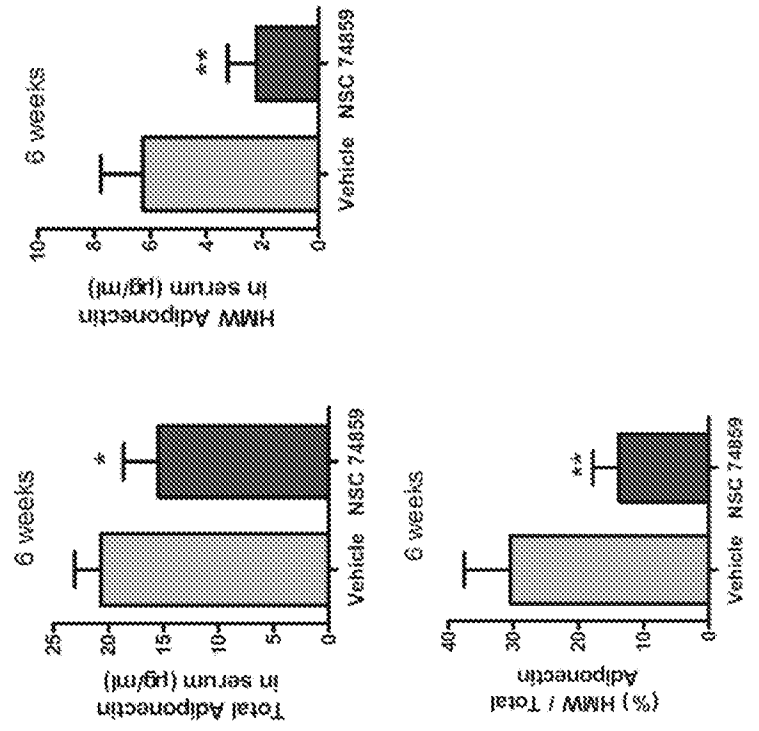 6 weeks
Total Adiponectin
in serum (µg/ml)
25
20
15
10
5
0
*
Vehicle NSC 74859
6 weeks
HMW Adiponectin
in serum (µg/ml)
10
8
6
4
2
0
**
Vehicle NSC 74859
6 weeks
(%) HMW / Total
Adiponectin
40
30
20
10
0
**
Vehicle NSC 74859